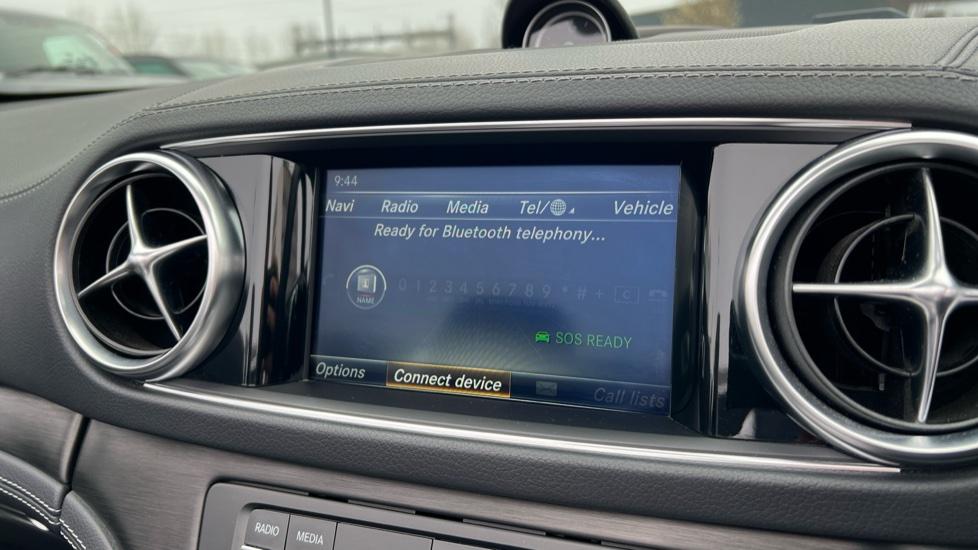 9:44
Navi Radio Media Tel/ Vehicle
Ready for Bluetooth telephony...
NAME 0 1 2 3 4 5 6 7 8 9 * # + C
SOS READY
Options Connect device Call lists
RADIO MEDIA